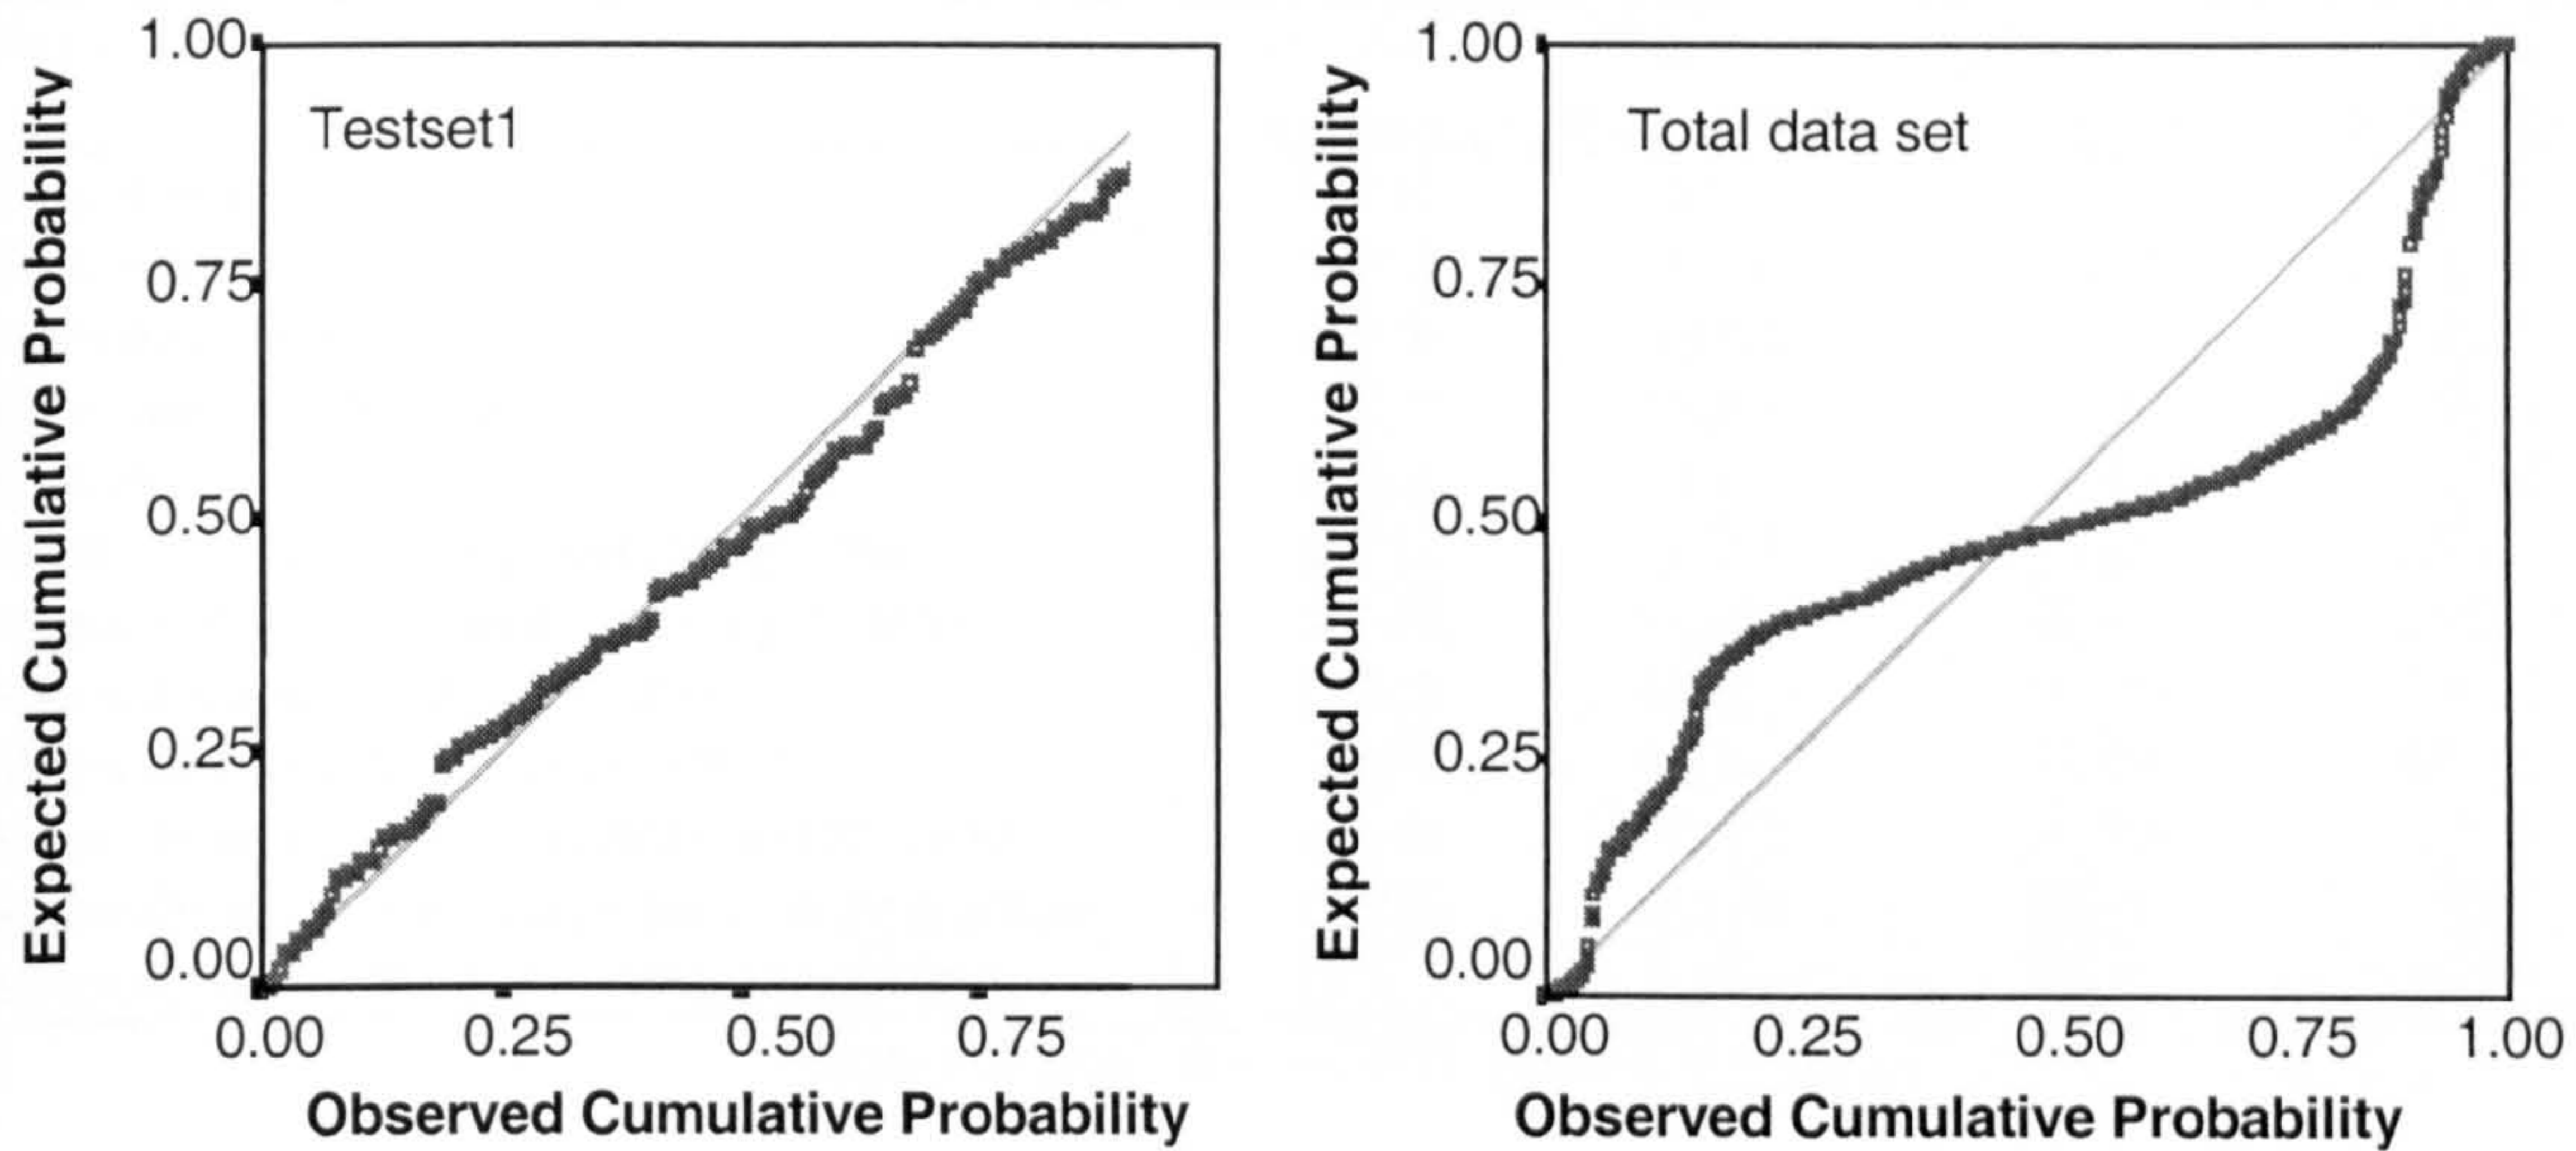 Expected Cumulative Probability
1.00
0.75
0.50
0.25
0.00
Testset1
0.00 0.25 0.50 0.75
Observed Cumulative Probability
Expected Cumulative Probability
1.00
0.75
0.50
0.25
0.00
Total data set
0.00 0.25 0.50 0.75 1.00
Observed Cumulative Probability